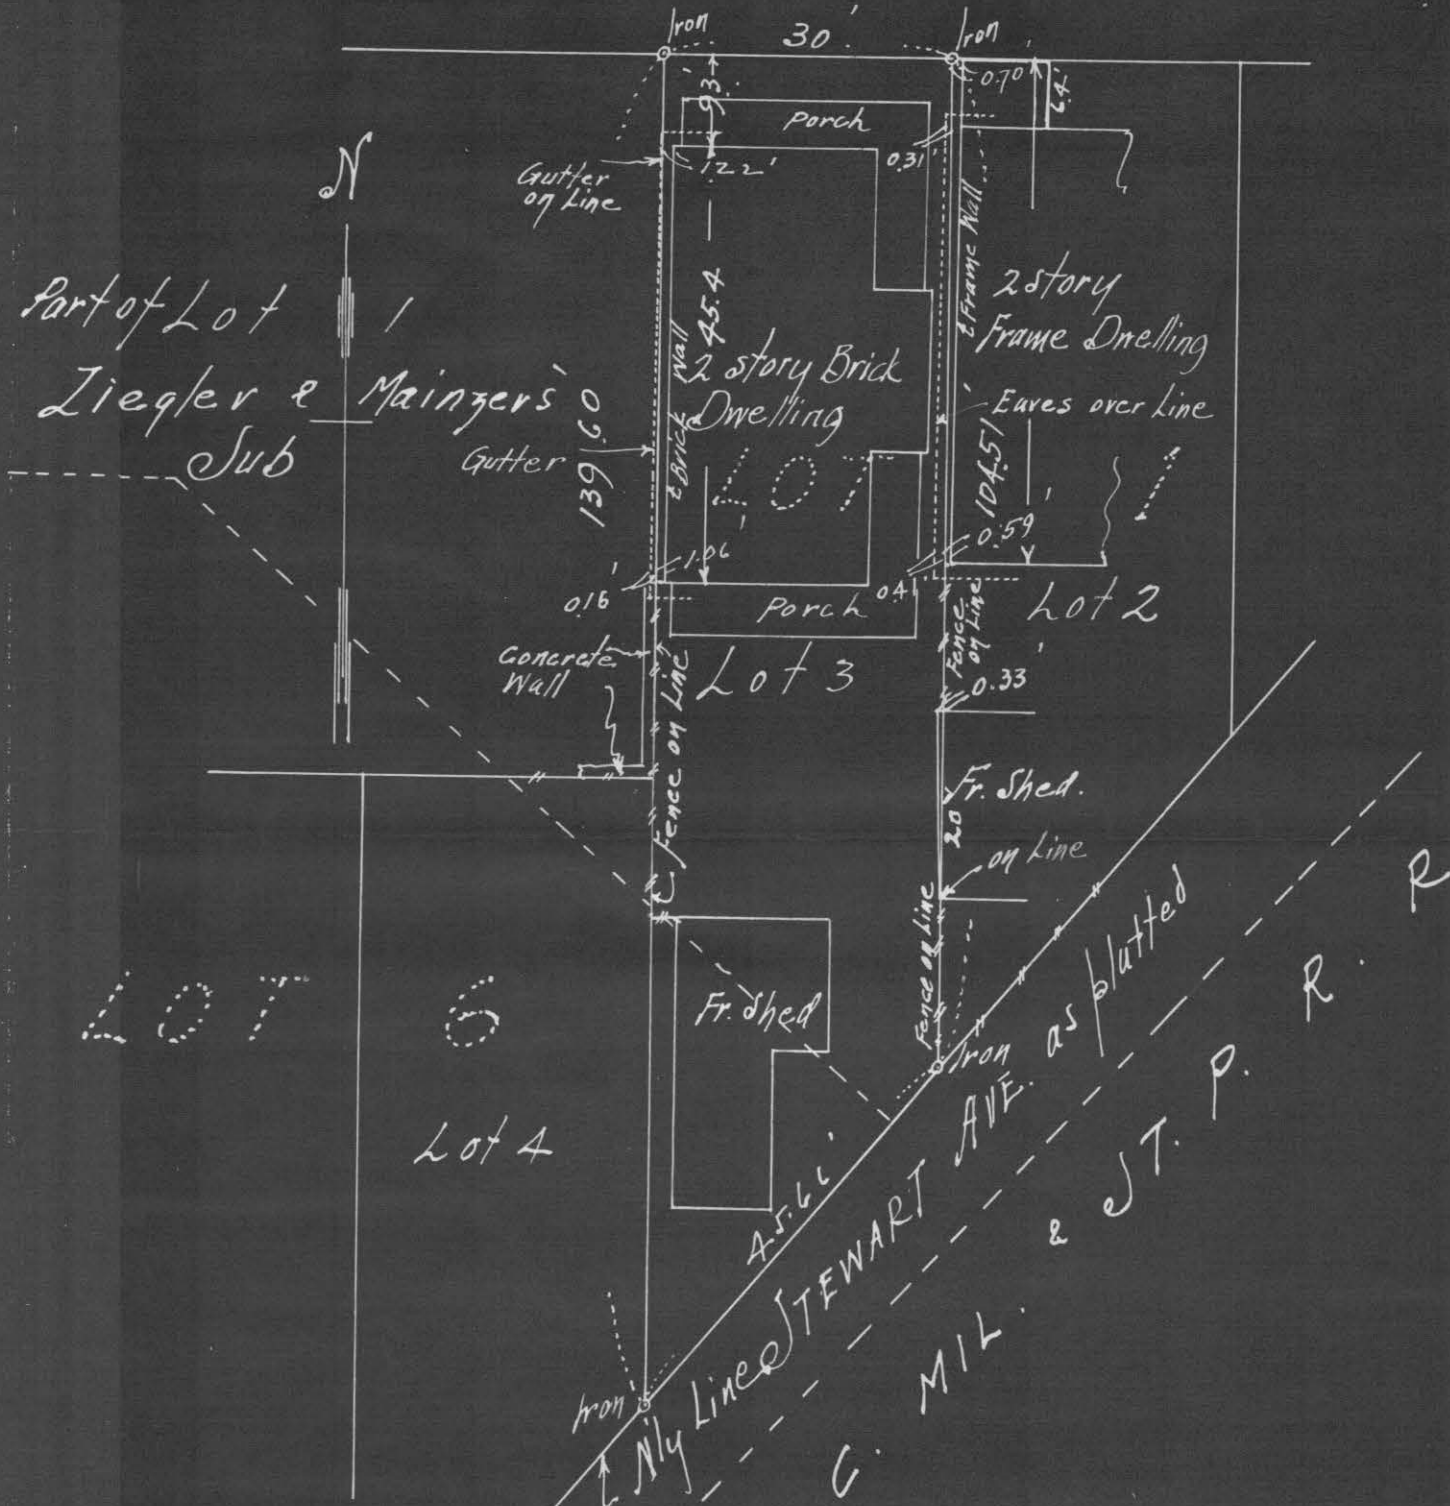 Iron
30'
Iron
0.70'
9.3'
6.4'
Porch
0.31'
N
Gutter
on Line
1.22'
Part of Lot 1
Ziegler & Mainzers'
Sub
45.4
2 story
Frame Dwelling
Frame Wall
2 story Brick
Dwelling
Brick Wall
Eaves over Line
139.60'
Gutter
104.51'
LOT 1
0.59'
1.06'
0.16'
0.41
Porch
Lot 2
Fence
on Line
Concrete
Wall
Lot 3
0.33'
Fence on Line
Fr. Shed.
20'
on Line
Fence on Line
LOT 6
Fr. Shed
Iron
Lot 4
45.66'
Iron
N'ly Line STEWART AVE. as platted
C. MIL. & ST. P. R. R